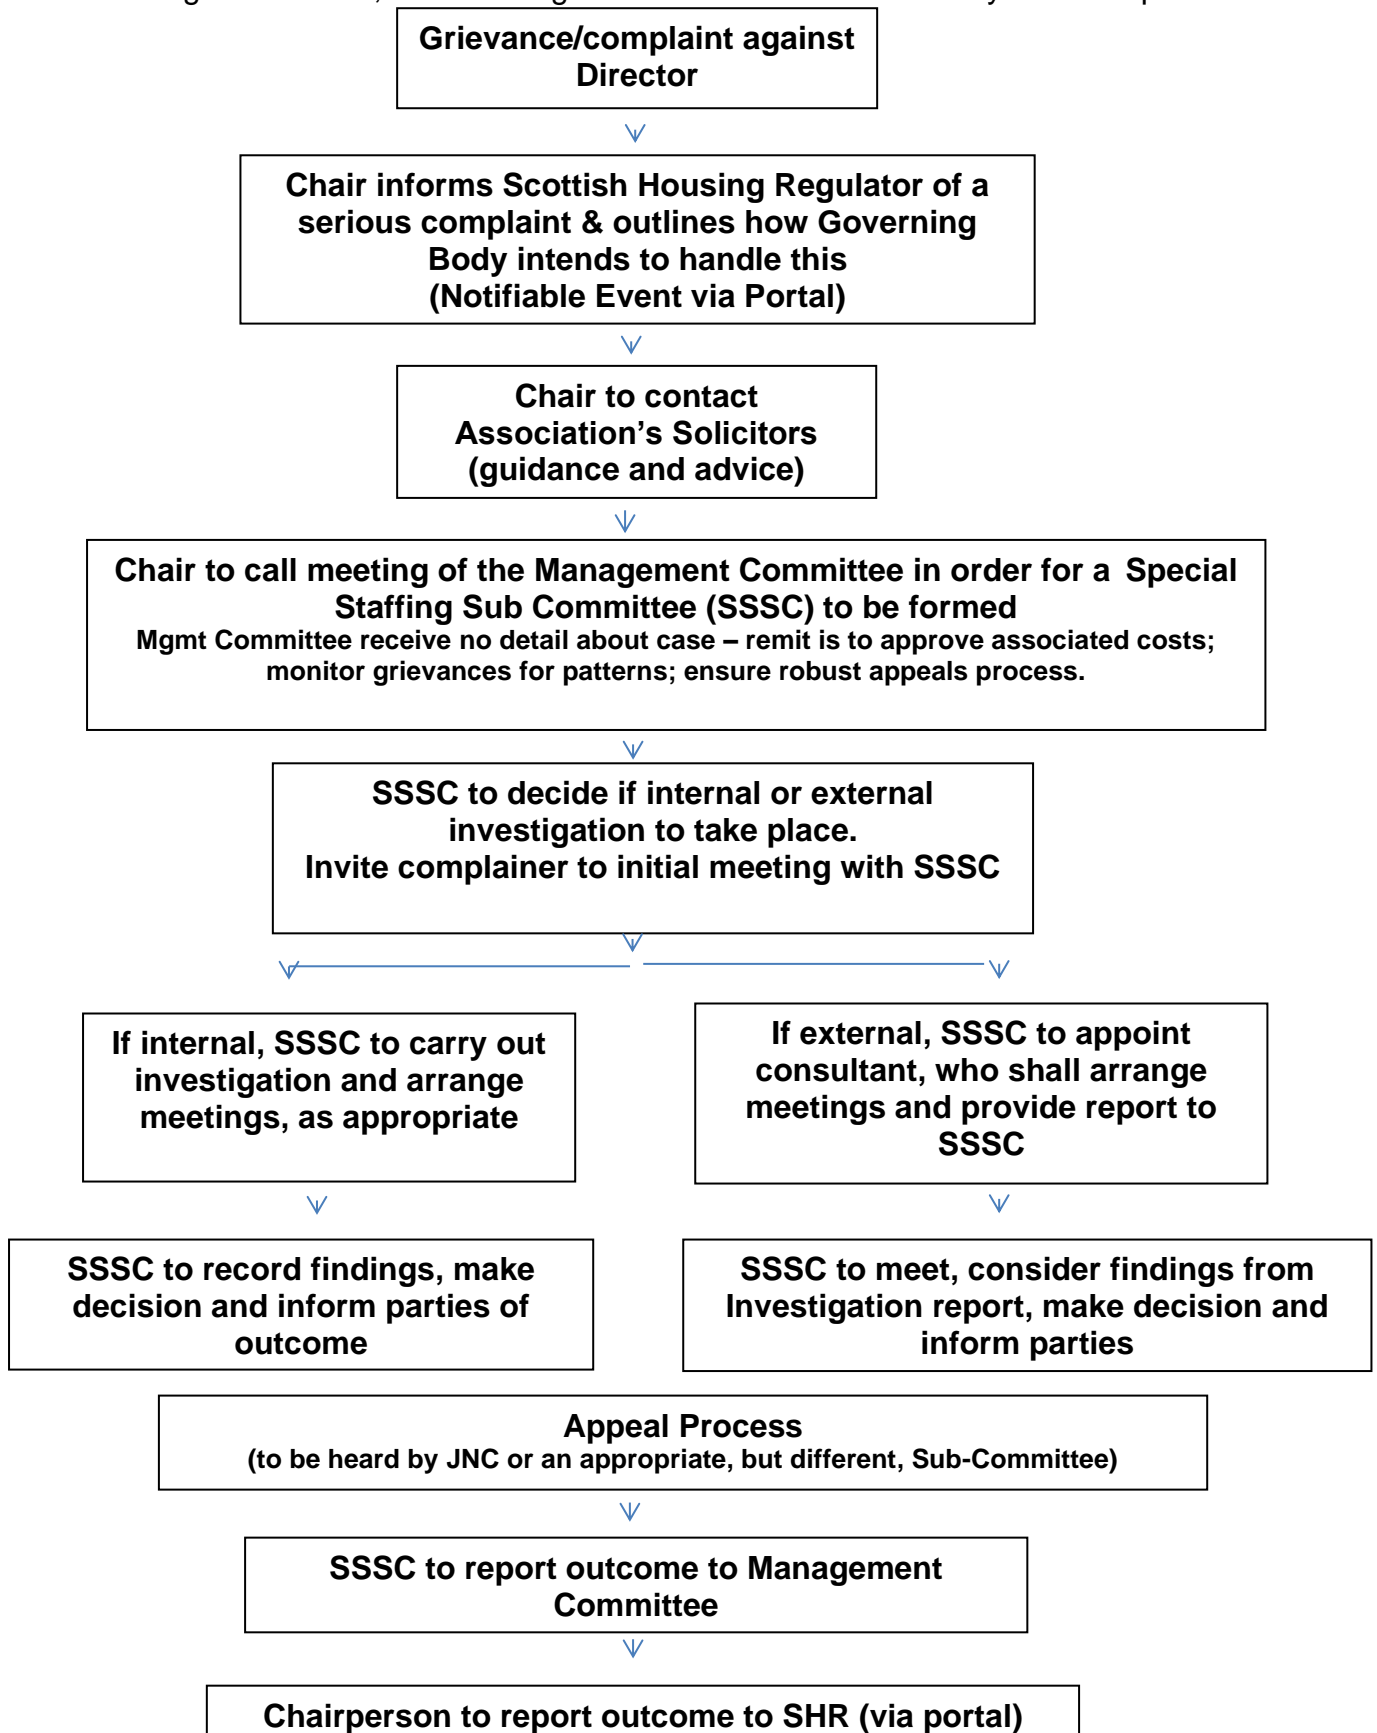 Grievance/complaint against
Director
Chair informs Scottish Housing Regulator of a
serious complaint & outlines how Governing
Body intends to handle this
(Notifiable Event via Portal)
Chair to contact
Association’s Solicitors
(guidance and advice)
Chair to call meeting of the Management Committee in order for a Special
Staffing Sub Committee (SSSC) to be formed
Mgmt Committee receive no detail about case – remit is to approve associated costs;
monitor grievances for patterns; ensure robust appeals process.
SSSC to decide if internal or external
investigation to take place.
Invite complainer to initial meeting with SSSC
If internal, SSSC to carry out
investigation and arrange
meetings, as appropriate
If external, SSSC to appoint
consultant, who shall arrange
meetings and provide report to
SSSC
SSSC to record findings, make
decision and inform parties of
outcome
SSSC to meet, consider findings from
Investigation report, make decision and
inform parties
Appeal Process
(to be heard by JNC or an appropriate, but different, Sub-Committee)
SSSC to report outcome to Management
Committee
Chairperson to report outcome to SHR (via portal)